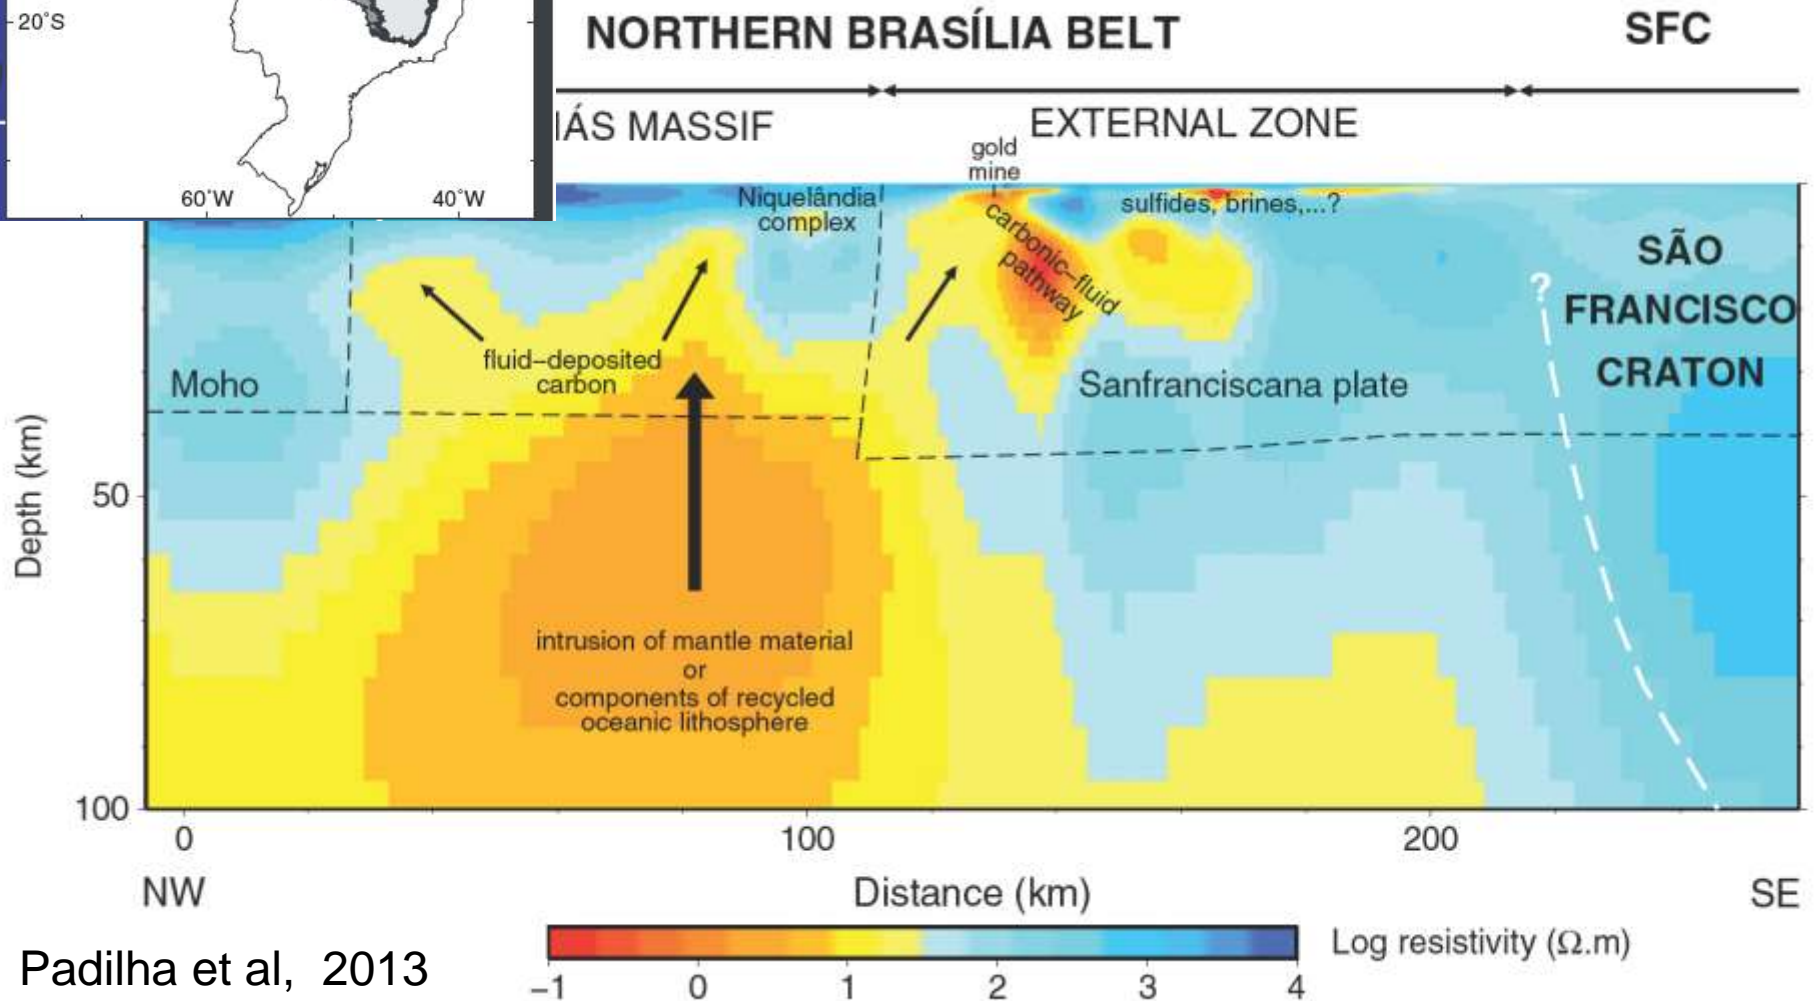 20°S
60°W
40°W
NORTHERN BRASÍLIA BELT
SFC
IÁS MASSIF
EXTERNAL ZONE
gold
mine
Niquelândia
complex
sulfides, brines,...?
carbonic–fluid
pathway
SÃO
FRANCISCO
CRATON
?
fluid–deposited
carbon
Moho
Sanfranciscana plate
Depth (km)
50
100
intrusion of mantle material
or
components of recycled
oceanic lithosphere
0
100
200
NW
Distance (km)
SE
Log resistivity (Ω.m)
−1
0
1
2
3
4
Padilha et al, 2013